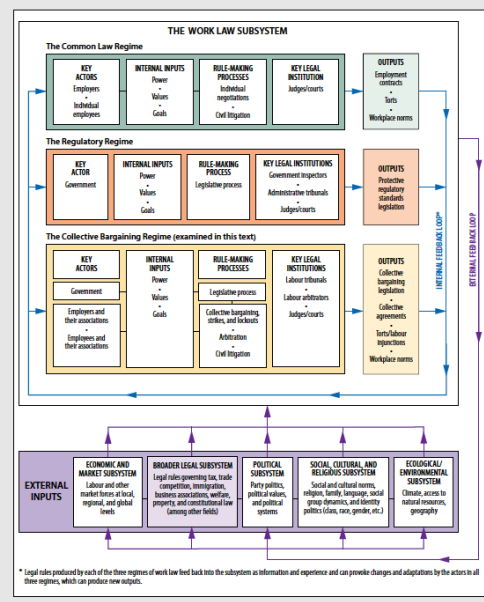 THE WORK LAW SUBSYSTEM
The Common Law Regime
KEY
ACTORS
Employers
•
Individual
employees
INTERNAL INPUTS
Power
•
Values
•
Goals
RULE-MAKING
PROCESSES
Individual
negotiations
•
Civil litigation
KEY LEGAL
INSTITUTION
Judges/courts
OUTPUTS
Employment
contracts
•
Torts
•
Workplace norms
The Regulatory Regime
KEY
ACTOR
Government
INTERNAL INPUTS
Power
•
Values
•
Goals
RULE-MAKING
PROCESS
Legislative process
KEY LEGAL INSTITUTIONS
Government inspectors
•
Administrative tribunals
•
Judges/courts
OUTPUTS
Protective
regulatory
standards
legislation
The Collective Bargaining Regime (examined in this text)
KEY
ACTORS
Government
Employers and
their associations
•
Employees and
their associations
INTERNAL
INPUTS
Power
•
Values
•
Goals
RULE-MAKING
PROCESSES
Legislative process
Collective bargaining,
strikes, and lockouts
•
Arbitration
•
Civil litigation
KEY LEGAL
INSTITUTIONS
Labour tribunals
•
Labour arbitrators
•
Judges/courts
OUTPUTS
Collective
bargaining
legislation
•
Collective
agreements
•
Torts/labour
injunctions
•
Workplace norms
INTERNAL FEEDBACK LOOP*
EXTERNAL FEEDBACK LOOP
EXTERNAL
INPUTS
ECONOMIC AND
MARKET SUBSYSTEM
Labour and other
market forces at local,
regional, and global
levels
BROADER LEGAL SUBSYSTEM
Legal rules governing tax, trade
competition, immigration,
business associations, welfare,
property, and constitutional law
(among other fields)
POLITICAL
SUBSYSTEM
Party politics,
political values,
and political
systems
SOCIAL, CULTURAL, AND
RELIGIOUS SUBSYSTEM
Social and cultural norms,
religion, family, language, social
group dynamics, and identity
politics (class, race, gender, etc.)
ECOLOGICAL/
ENVIRONMENTAL
SUBSYSTEM
Climate, access to
natural resources,
geography
* Legal rules produced by each of the three regimes of work law feed back into the subsystem as information and experience and can provoke changes and adaptations by the actors in all
three regimes, which can produce new outputs.